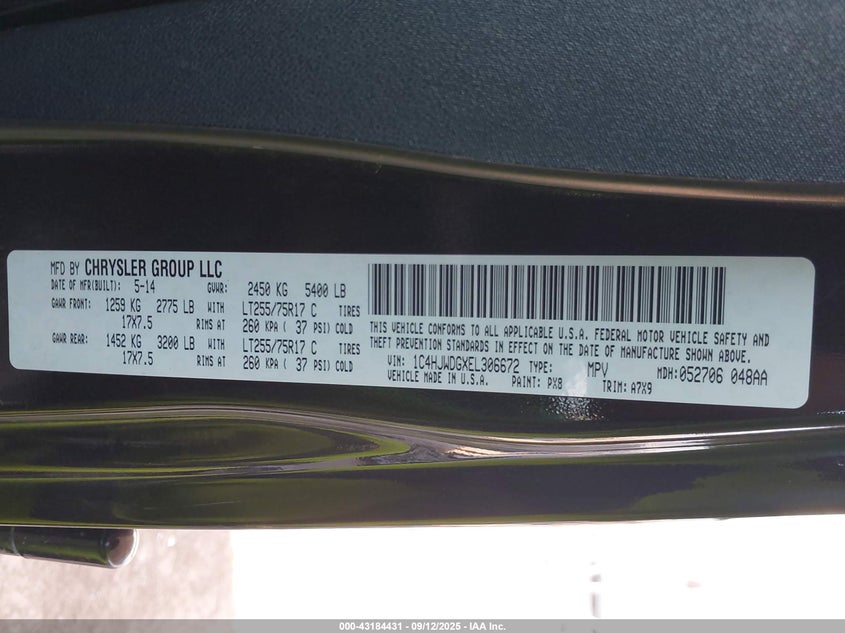 MFD BY CHRYSLER GROUP LLC
DATE OF MFR(BUILT): 5-14 GVWR: 2450 KG 5400 LB
GAWR FRONT: 1259 KG 2775 LB WITH LT255/75R17 C TIRES
17X7.5 RIMS AT 260 KPA ( 37 PSI) COLD
GAWR REAR: 1452 KG 3200 LB WITH LT255/75R17 C TIRES
17X7.5 RIMS AT 260 KPA ( 37 PSI) COLD
THIS VEHICLE CONFORMS TO ALL APPLICABLE U.S.A. FEDERAL MOTOR VEHICLE SAFETY AND
THEFT PREVENTION STANDARDS IN EFFECT ON THE DATE OF MANUFACTURE SHOWN ABOVE.
VIN: 1C4HJWDGXEL306672 TYPE: MPV MDH:052706 048AA
VEHICLE MADE IN U.S.A. PAINT: PX8 TRIM: A7X9
000-43184431 - 09/12/2025 - IAA Inc.